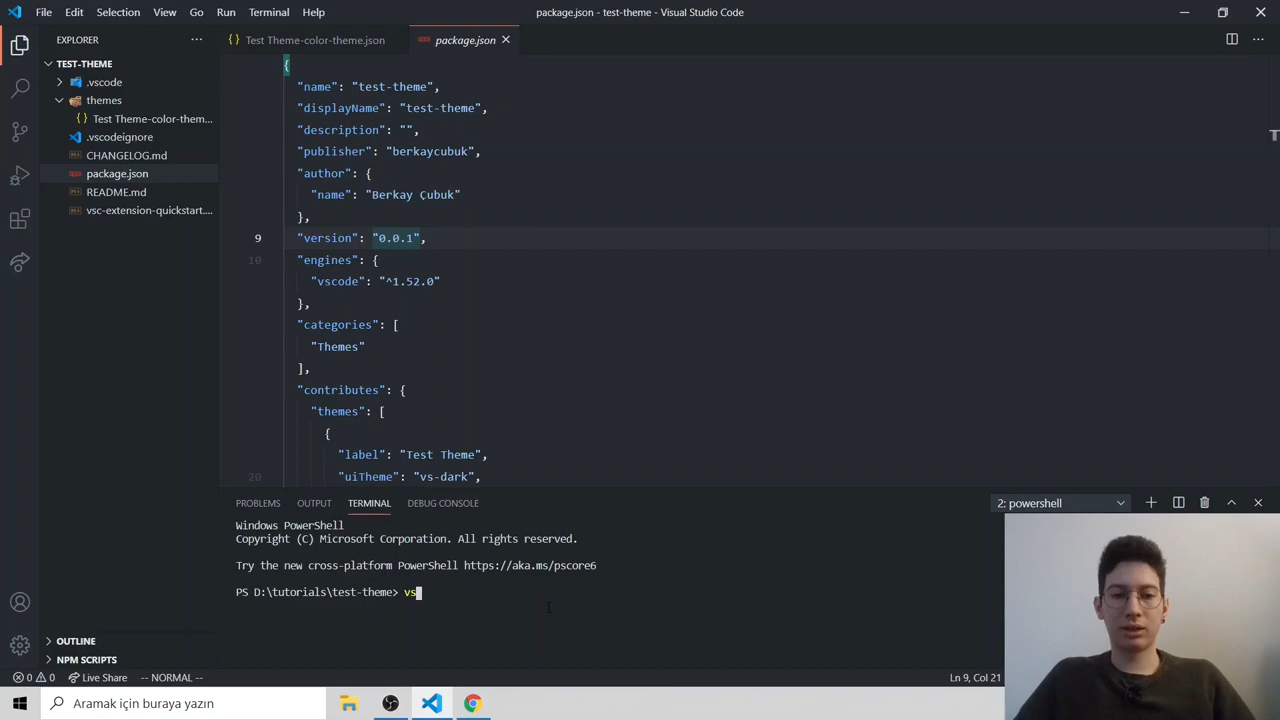 File Edit Selection View Go Run Terminal Help
package.json - test-theme - Visual Studio Code
EXPLORER
TEST-THEME
.vscode
themes
{} Test Theme-color-them...
.vscodeignore
CHANGELOG.md
package.json
README.md
vsc-extension-quickstart....
OUTLINE
NPM SCRIPTS
{} Test Theme-color-theme.json
package.json
{
"name": "test-theme",
"displayName": "test-theme",
"description": "",
"publisher": "berkaycubuk",
"author": {
"name": "Berkay Çubuk"
},
9 "version": "0.0.1",
10 "engines": {
"vscode": "^1.52.0"
},
"categories": [
"Themes"
],
"contributes": {
"themes": [
{
"label": "Test Theme",
20 "uiTheme": "vs-dark",
PROBLEMS OUTPUT TERMINAL DEBUG CONSOLE
2: powershell
Windows PowerShell
Copyright (C) Microsoft Corporation. All rights reserved.
Try the new cross-platform PowerShell https://aka.ms/pscore6
PS D:\tutorials\test-theme> vs
0 0 Live Share -- NORMAL --
Ln 9, Col 21
Aramak için buraya yazın